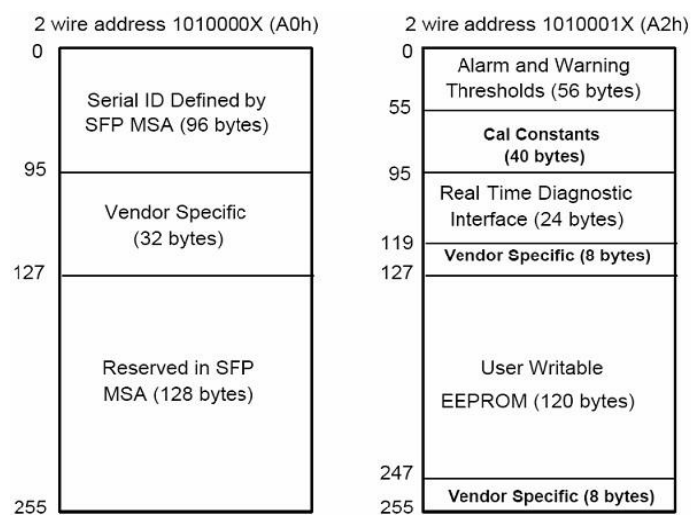 2 wire address 1010000X (A0h)
0
Serial ID Defined by
SFP MSA (96 bytes)
95
Vendor Specific
(32 bytes)
127
Reserved in SFP
MSA (128 bytes)
255
2 wire address 1010001X (A2h)
0
Alarm and Warning
Thresholds (56 bytes)
55
Cal Constants
(40 bytes)
95
Real Time Diagnostic
Interface (24 bytes)
119
Vendor Specific (8 bytes)
127
User Writable
EEPROM (120 bytes)
247
Vendor Specific (8 bytes)
255